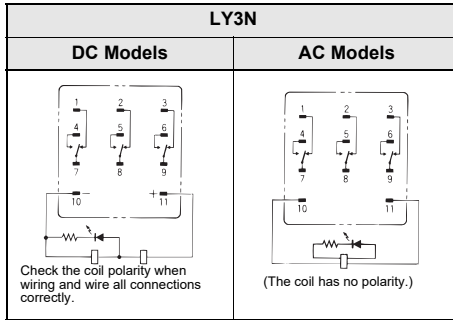 LY3N
DC Models
AC Models
1 2 3
4 5 6
7 8 9
10 − + 11
Check the coil polarity when
wiring and wire all connections
correctly.
1 2 3
4 5 6
7 8 9
10 11
(The coil has no polarity.)